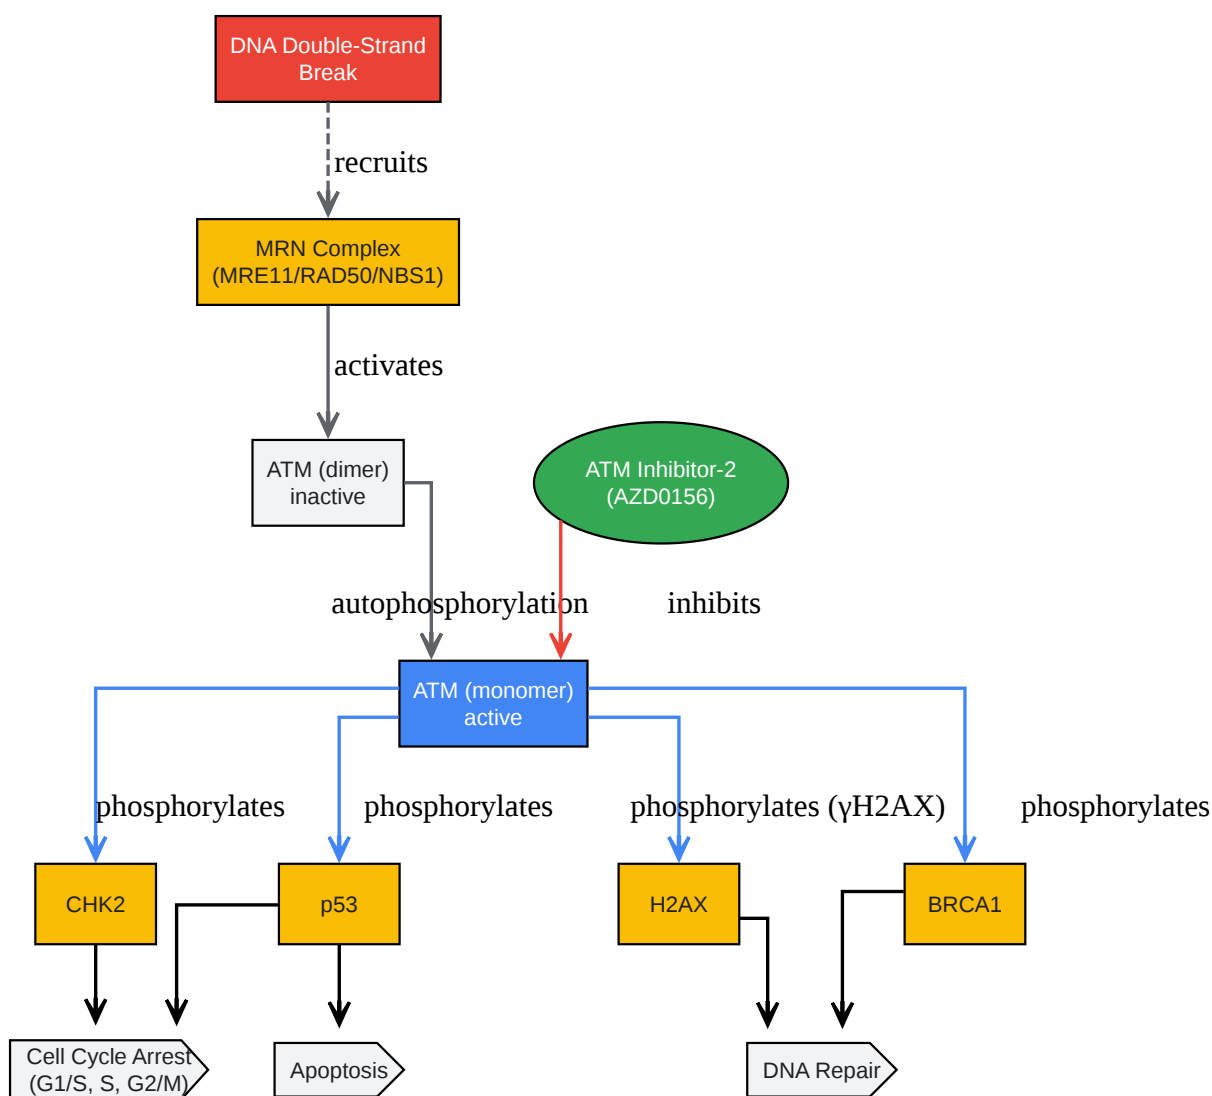 DNA Double-Strand
Break
recruits
MRN Complex
(MRE11/RAD50/NBS1)
activates
ATM (dimer)
inactive
ATM Inhibitor-2
(AZD0156)
autophosphorylation
inhibits
ATM (monomer)
active
phosphorylates
phosphorylates
phosphorylates (γH2AX)
phosphorylates
CHK2
p53
H2AX
BRCA1
Cell Cycle Arrest
(G1/S, S, G2/M)
Apoptosis
DNA Repair